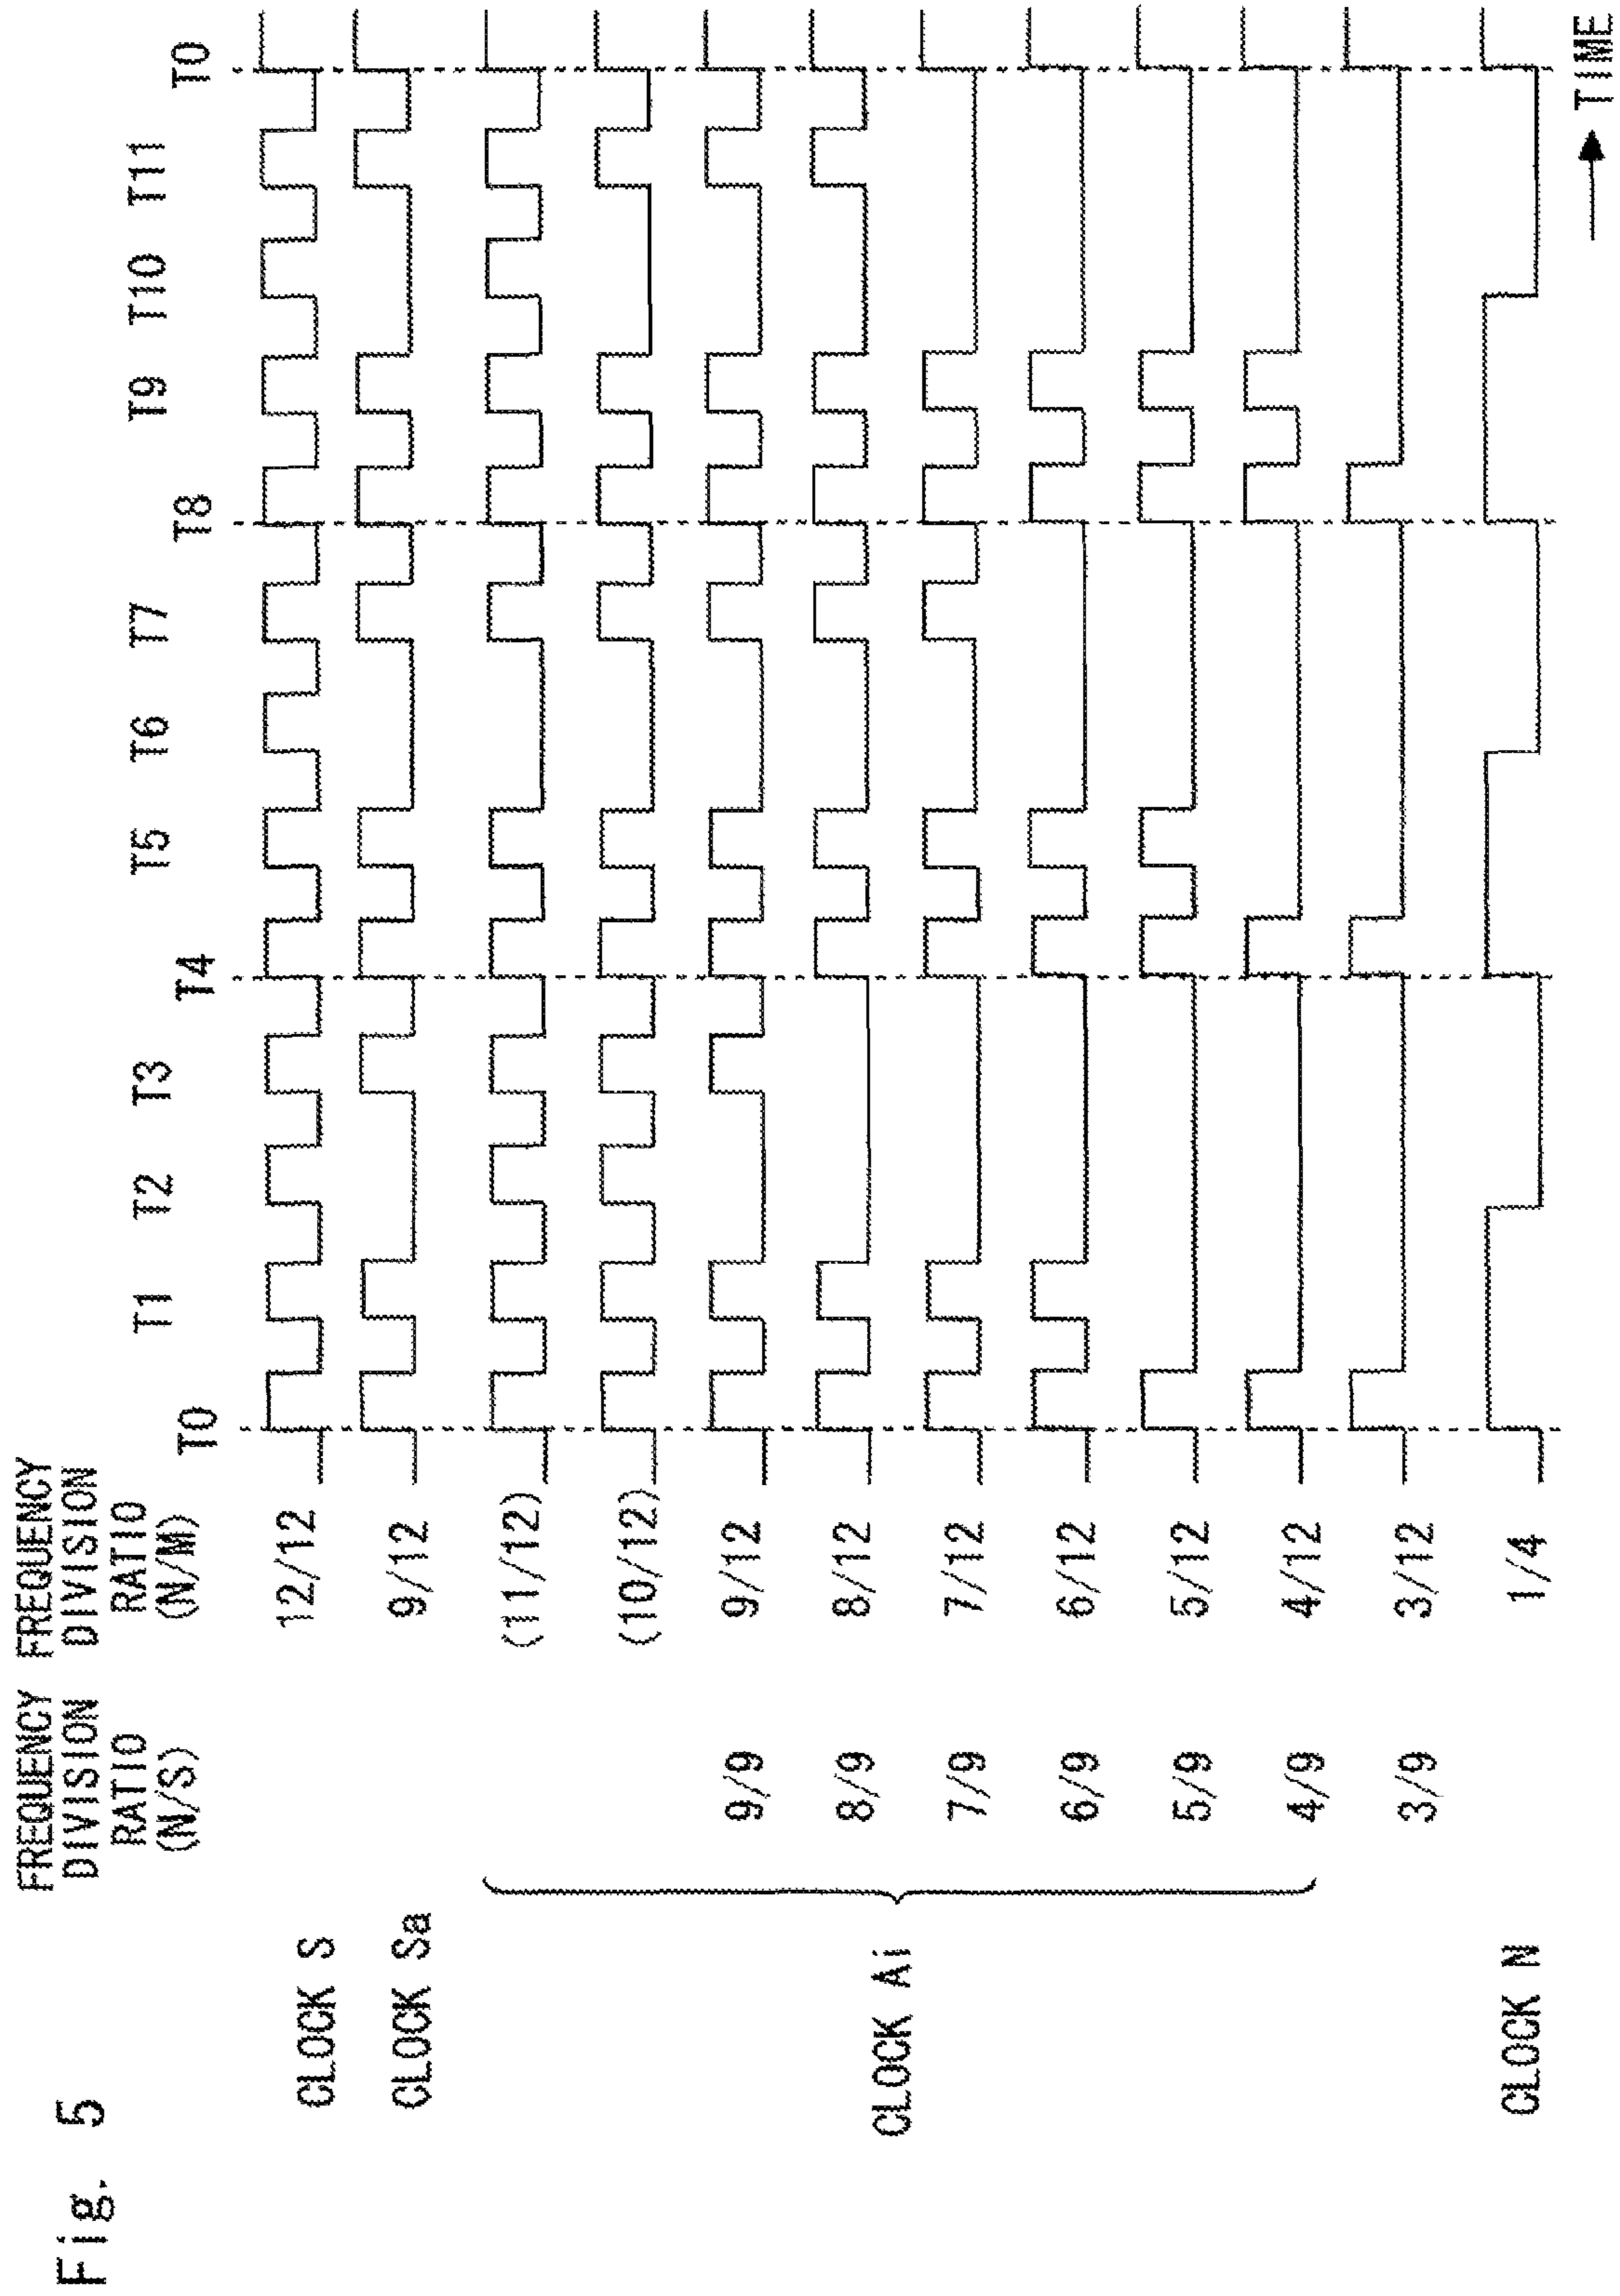 Fig. 5
FREQUENCY
DIVISION
RATIO
(N/S)
FREQUENCY
DIVISION
RATIO
(N/M)
T0 T1 T2 T3 T4 T5 T6 T7 T8 T9 T10 T11 T0
CLOCK S 12/12
CLOCK Sa 9/12
(11/12)
(10/12)
9/9 9/12
CLOCK Ai 8/9 8/12
7/9 7/12
6/9 6/12
5/9 5/12
4/9 4/12
3/9 3/12
CLOCK N 1/4
TIME